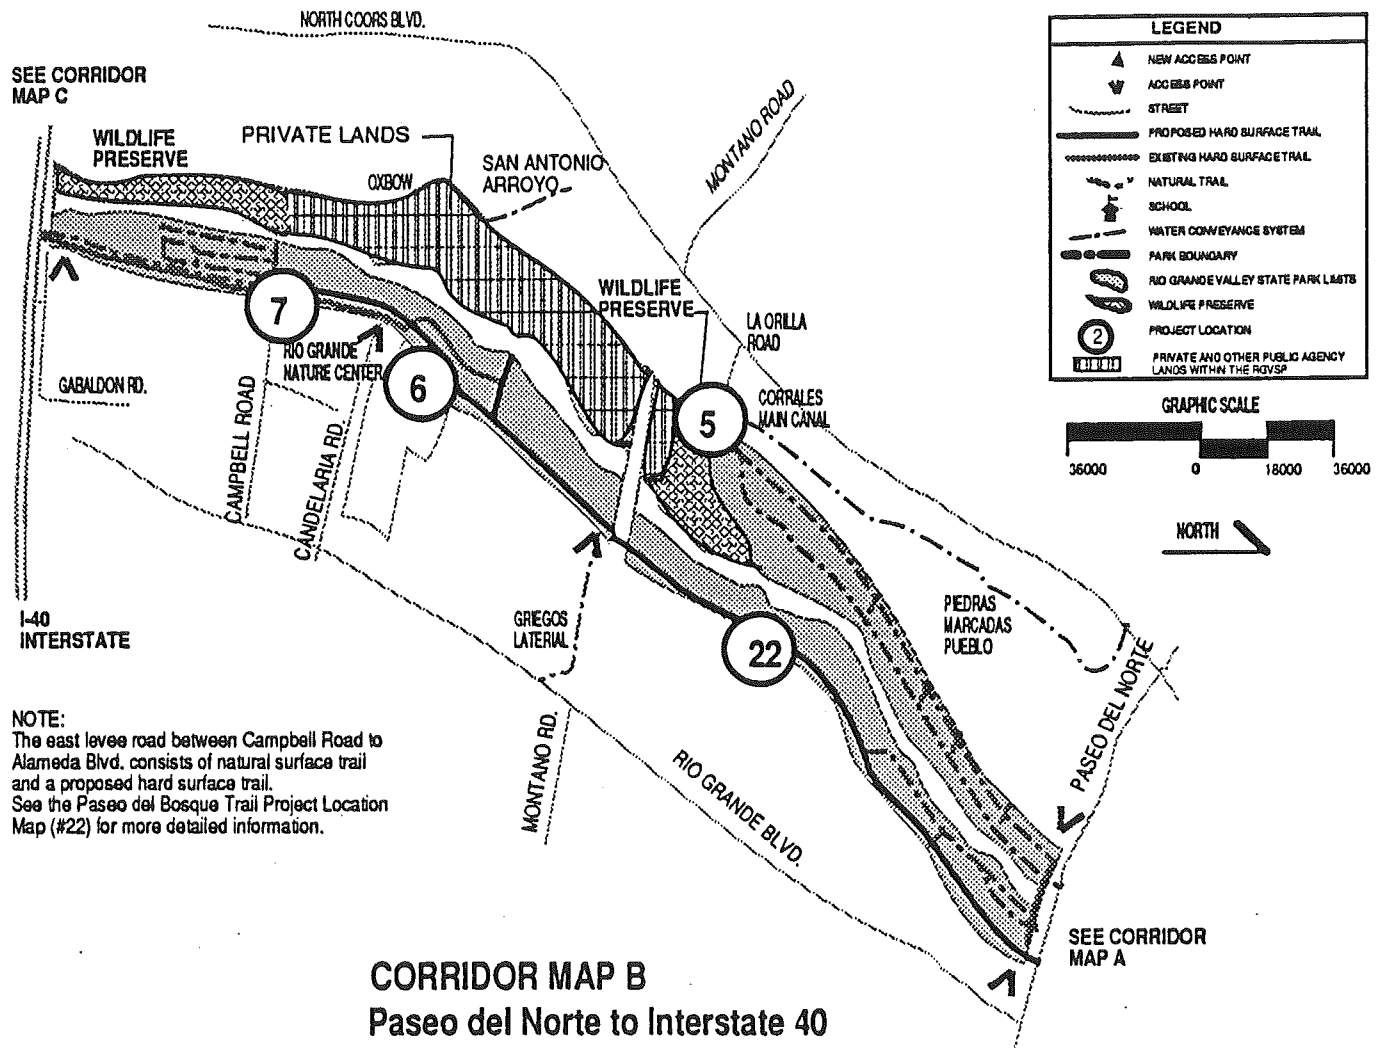 NORTH COORS BLVD.
SEE CORRIDOR
MAP C
WILDLIFE
PRESERVE
PRIVATE LANDS
OXBOW
SAN ANTONIO
ARROYO
MONTANO ROAD
WILDLIFE
PRESERVE
LA ORILLA
ROAD
CORRALES
MAIN CANAL
5
7
6
22
RIO GRANDE
NATURE CENTER
GABALDON RD.
CAMPBELL ROAD
CANDELARIA RD.
I-40
INTERSTATE
GRIEGOS
LATERIAL
MONTANO RD.
RIO GRANDE BLVD.
PIEDRAS
MARCADAS
PUEBLO
PASEO DEL NORTE
SEE CORRIDOR
MAP A
LEGEND
NEW ACCESS POINT
ACCESS POINT
STREET
PROPOSED HARD SURFACE TRAIL
EXISTING HARD SURFACE TRAIL
NATURAL TRAIL
SCHOOL
WATER CONVEYANCE SYSTEM
PARK BOUNDARY
RIO GRANDE VALLEY STATE PARK LIMITS
WILDLIFE PRESERVE
2
PROJECT LOCATION
PRIVATE AND OTHER PUBLIC AGENCY
LANDS WITHIN THE RGVSP
GRAPHIC SCALE
36000 0 18000 36000
NORTH
NOTE:
The east levee road between Campbell Road to
Alameda Blvd. consists of natural surface trail
and a proposed hard surface trail.
See the Paseo del Bosque Trail Project Location
Map (#22) for more detailed information.
CORRIDOR MAP B
Paseo del Norte to Interstate 40